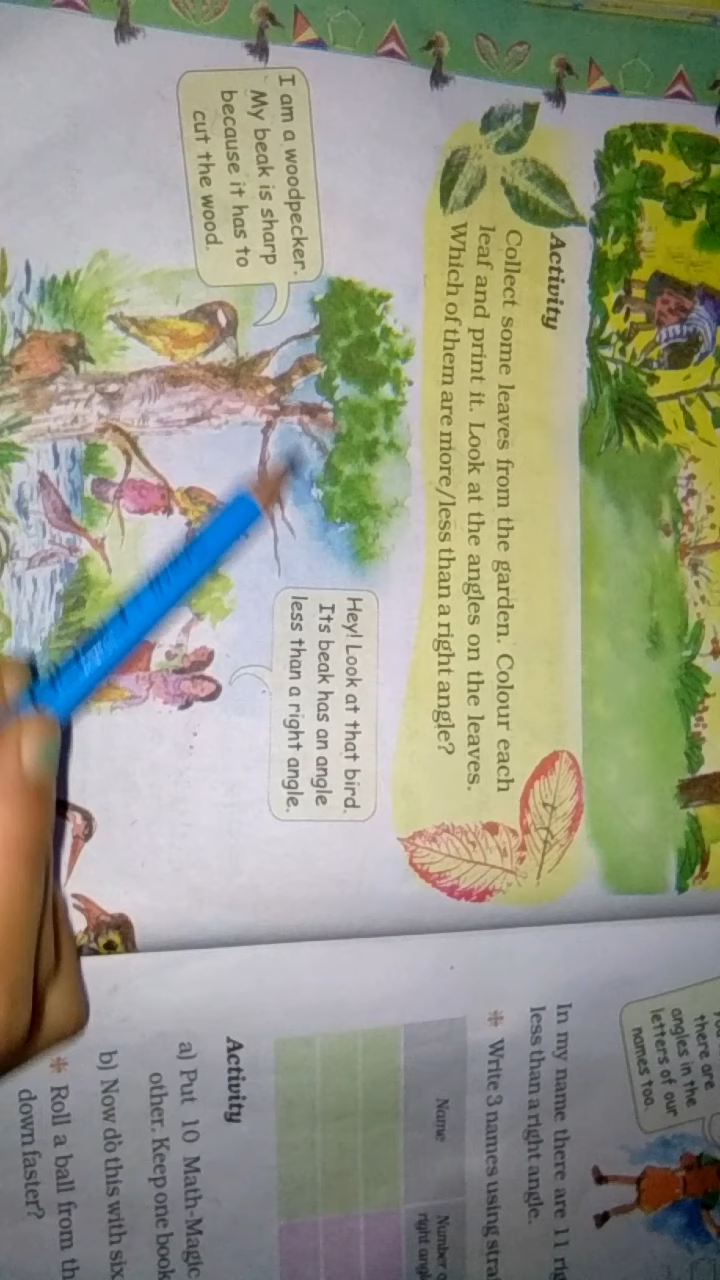 Activity
Collect some leaves from the garden. Colour each
leaf and print it. Look at the angles on the leaves.
Which of them are more/less than a right angle?
I am a woodpecker.
My beak is sharp
because it has to
cut the wood.
Hey! Look at that bird.
Its beak has an angle
less than a right angle.
there are
angles in the
letters of our
names too.
In my name there are 11
less than a right angle.
Write 3 names using
Name
Number
right
Activity
a) Put 10 Math-Magic
other. Keep one book
b) Now do this with six
Roll a ball from
down faster?